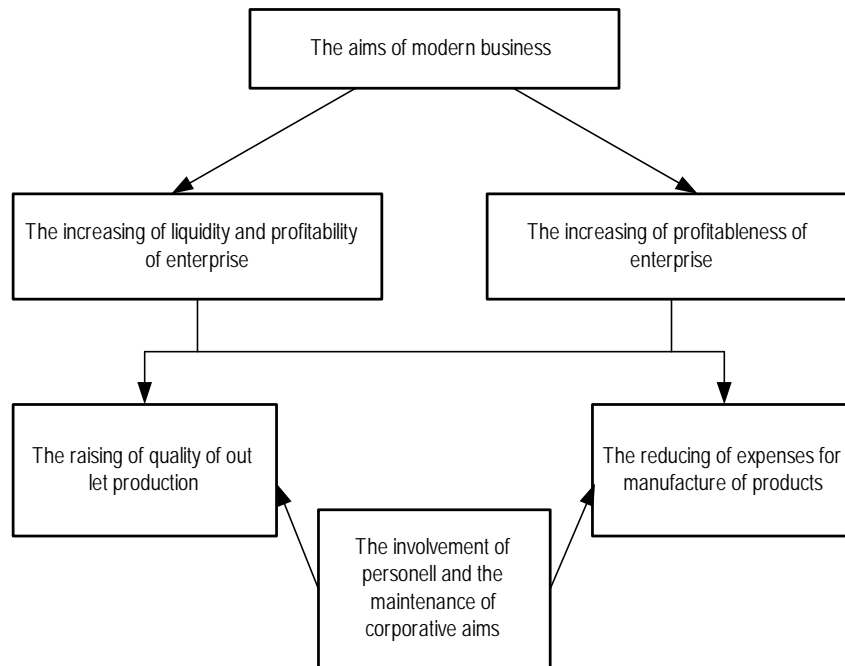 The aims of modern business
The increasing of liquidity and profitability
of enterprise
The increasing of profitableness of
enterprise
The raising of quality of out
let production
The reducing of expenses for
manufacture of products
The involvement of
personell and the
maintenance of
corporative aims